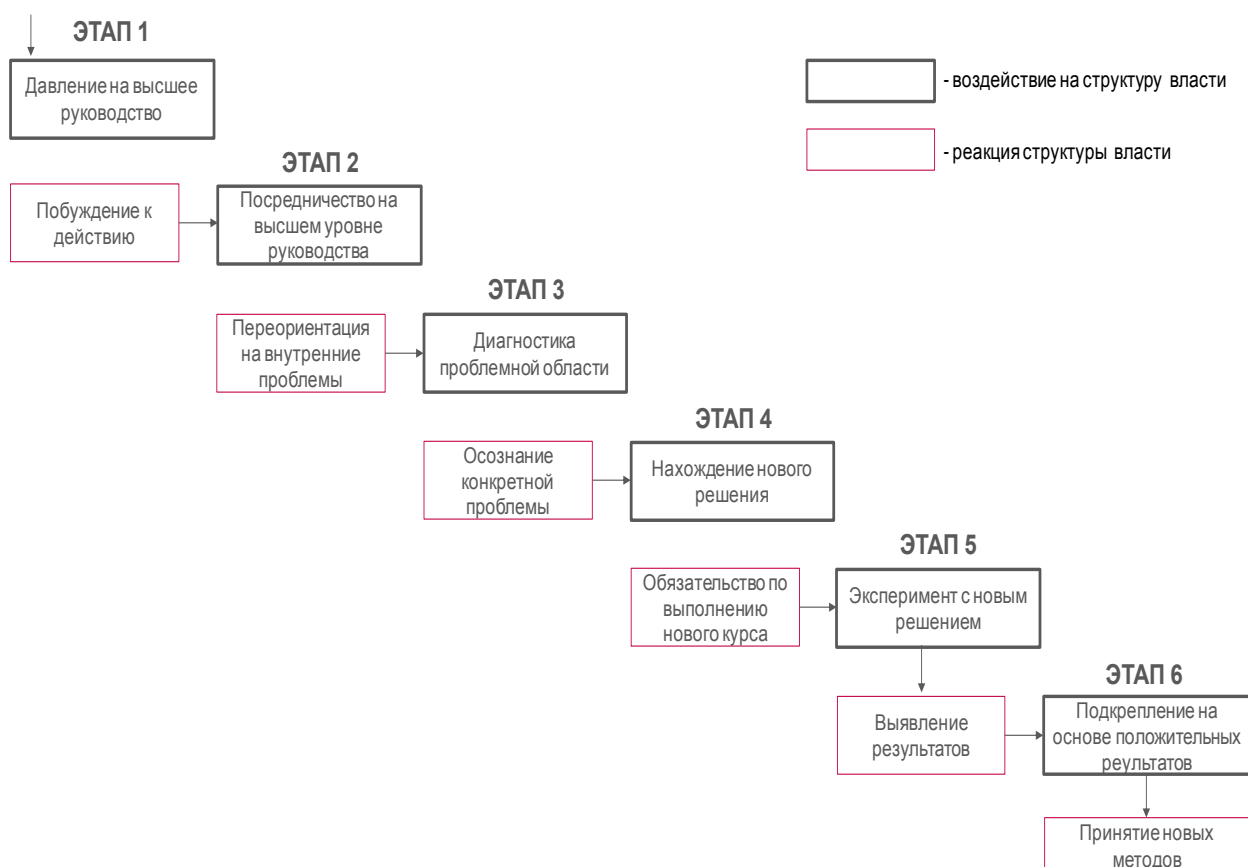 ЭТАП 1
Давление на высшее
руководство
- воздействие на структуру власти
- реакция структуры власти
ЭТАП 2
Побуждение к
действию
Посредничество на
высшем уровне
руководства
ЭТАП 3
Переориентация
на внутренние
проблемы
Диагностика
проблемной области
ЭТАП 4
Осознание
конкретной
проблемы
Нахождение нового
решения
ЭТАП 5
Обязательство по
выполнению
нового курса
Эксперимент с новым
решением
ЭТАП 6
Выявление
результатов
Подкрепление на
основе положительных
реультатов
Принятие новых
методов